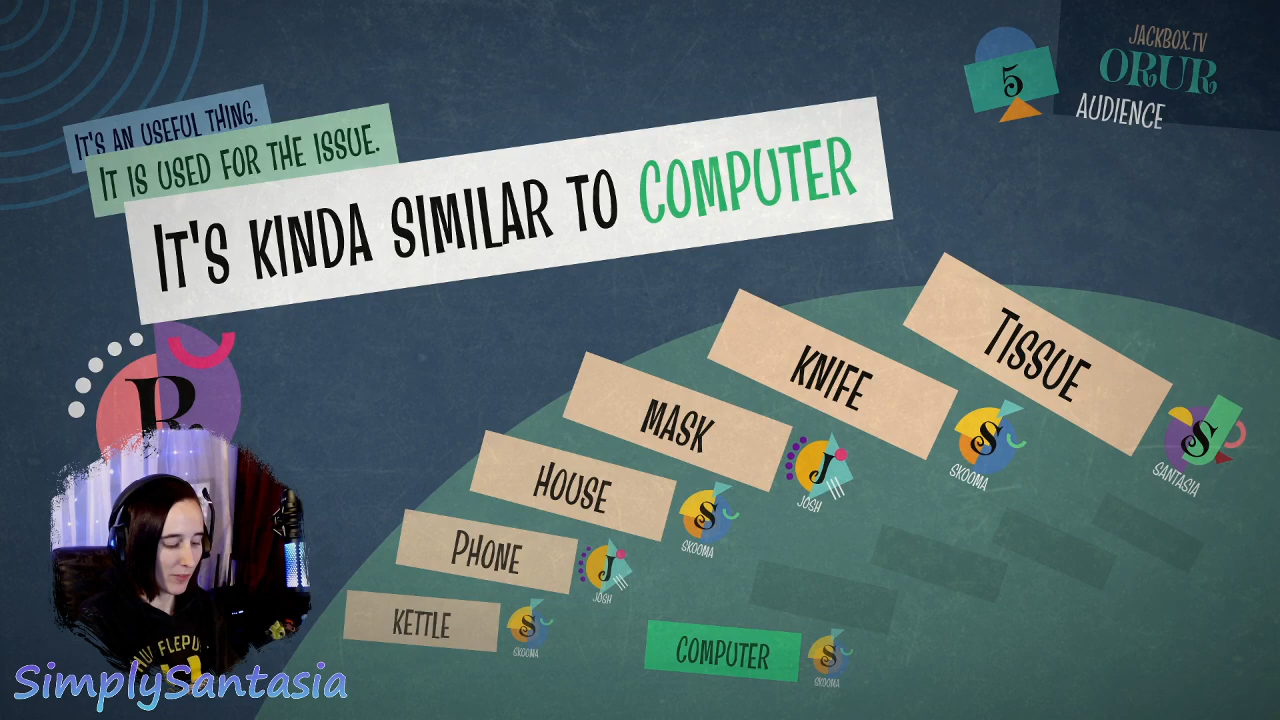 JACKBOX.TV
ORUR
5
AUDIENCE
IT'S AN USEFUL THING.
IT IS USED FOR THE ISSUE.
IT'S KINDA SIMILAR TO COMPUTER
TISSUE
S
SANTASIA
KNIFE
S
SKOOMA
MASK
J
JOSH
HOUSE
S
SKOOMA
PHONE
J
JOSH
KETTLE
S
SKOOMA
COMPUTER
S
SKOOMA
SimplySantasia